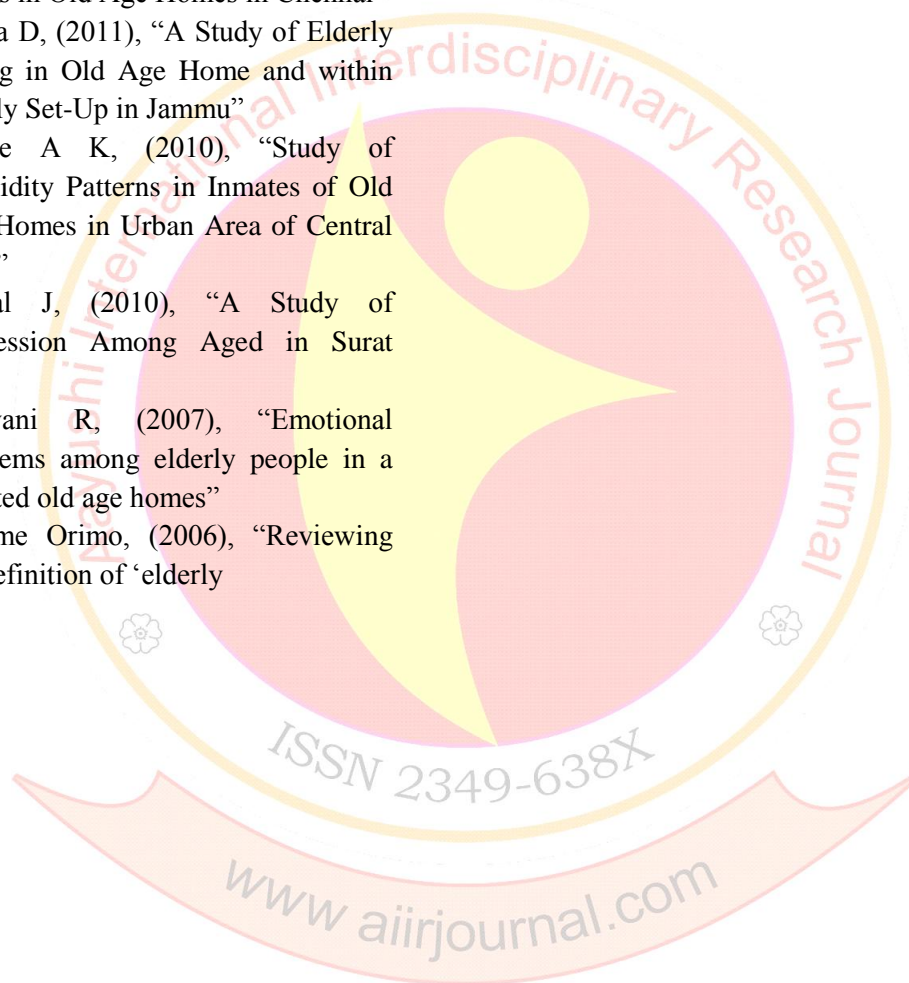 s in Old Age Homes in Chennai
a D, (2011), “A Study of Elderly
g in Old Age Home and within
ly Set-Up in Jammu”
e A K, (2010), “Study of
idity Patterns in Inmates of Old
Homes in Urban Area of Central
”
al J, (2010), “A Study of
ession Among Aged in Surat
vani R, (2007), “Emotional
ems among elderly people in a
ted old age homes”
me Orimo, (2006), “Reviewing
efinition of ‘elderly
Aayushi International Interdisciplinary Research Journal
ISSN 2349-638X
www aiirjournal.com